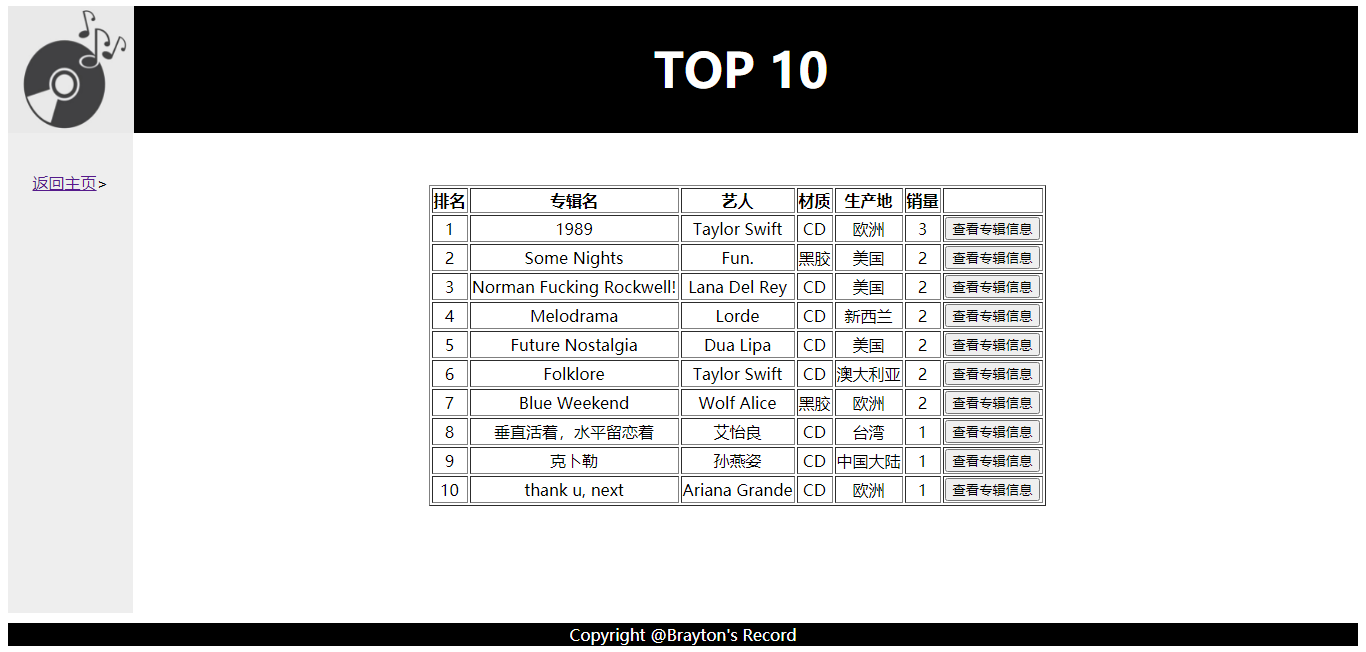 TOP 10
返回主页>
排名 专辑名 艺人 材质 生产地 销量
1 1989 Taylor Swift CD 欧洲 3 查看专辑信息
2 Some Nights Fun. 黑胶 美国 2 查看专辑信息
3 Norman Fucking Rockwell! Lana Del Rey CD 美国 2 查看专辑信息
4 Melodrama Lorde CD 新西兰 2 查看专辑信息
5 Future Nostalgia Dua Lipa CD 美国 2 查看专辑信息
6 Folklore Taylor Swift CD 澳大利亚 2 查看专辑信息
7 Blue Weekend Wolf Alice 黑胶 欧洲 2 查看专辑信息
8 垂直活着，水平留恋着 艾怡良 CD 台湾 1 查看专辑信息
9 克卜勒 孙燕姿 CD 中国大陆 1 查看专辑信息
10 thank u, next Ariana Grande CD 欧洲 1 查看专辑信息
Copyright @Brayton's Record